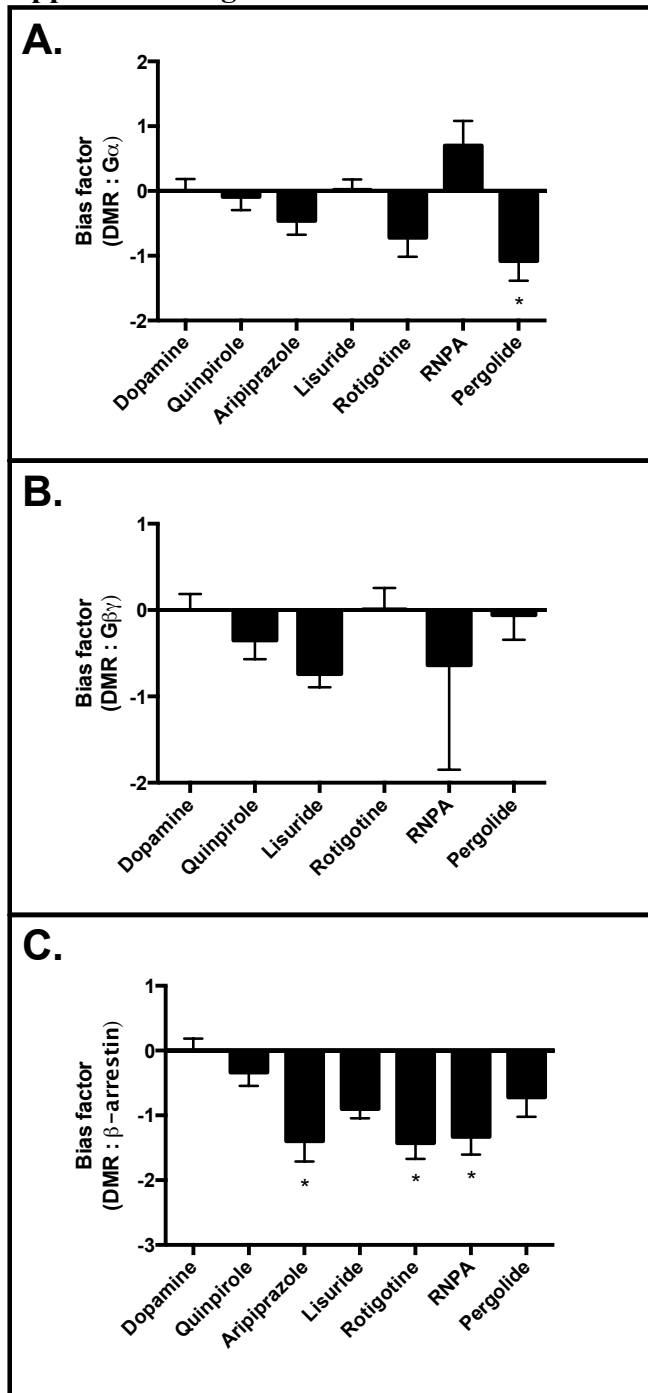 A.
2
1
0
-1
-2
Bias factor
(DMR : Gα)
*
Dopamine
Quinpirole
Aripiprazole
Lisuride
Rotigotine
RNPA
Pergolide
B.
1
0
-1
-2
Bias factor
(DMR : Gβγ)
Dopamine
Quinpirole
Lisuride
Rotigotine
RNPA
Pergolide
C.
1
0
-1
-2
-3
Bias factor
(DMR : β-arrestin)
*
*
*
Dopamine
Quinpirole
Aripiprazole
Lisuride
Rotigotine
RNPA
Pergolide